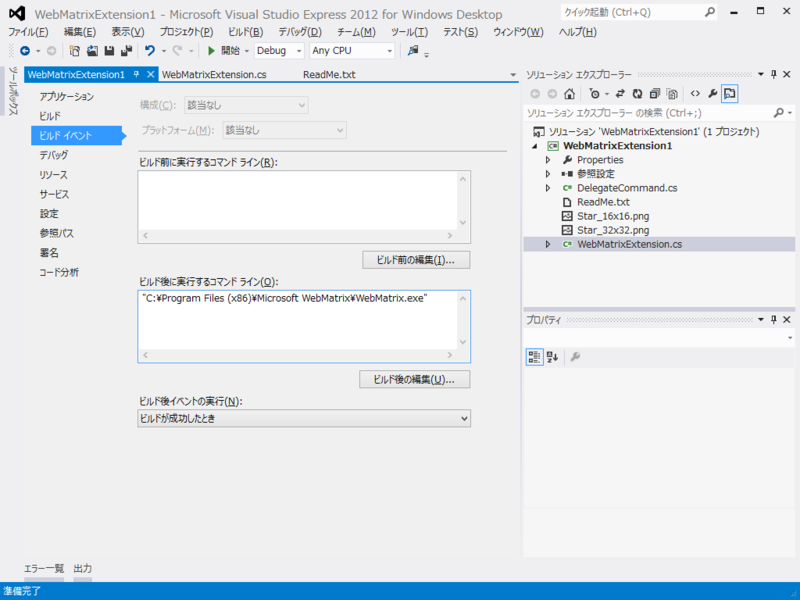 WebMatrixExtension1 - Microsoft Visual Studio Express 2012 for Windows Desktop
クイック起動 (Ctrl+Q)
ファイル(F) 編集(E) 表示(V) プロジェクト(P) ビルド(B) デバッグ(D) チーム(M) ツール(T) テスト(S) ウィンドウ(W) ヘルプ(H)
開始 Debug Any CPU
ツールボックス
WebMatrixExtension1 WebMatrixExtension.cs ReadMe.txt
アプリケーション
ビルド
ビルド イベント
デバッグ
リソース
サービス
設定
参照パス
署名
コード分析
構成(C): 該当なし
プラットフォーム(M): 該当なし
ビルド前に実行するコマンド ライン(R):
ビルド前の編集(I)...
ビルド後に実行するコマンド ライン(O):
"C:¥Program Files (x86)¥Microsoft WebMatrix¥WebMatrix.exe"
ビルド後の編集(U)...
ビルド後イベントの実行(N):
ビルドが成功したとき
ソリューション エクスプローラー
ソリューション エクスプローラー の検索 (Ctrl+;)
ソリューション 'WebMatrixExtension1' (1 プロジェクト)
WebMatrixExtension1
Properties
参照設定
DelegateCommand.cs
ReadMe.txt
Star_16x16.png
Star_32x32.png
WebMatrixExtension.cs
プロパティ
エラー一覧 出力
準備完了